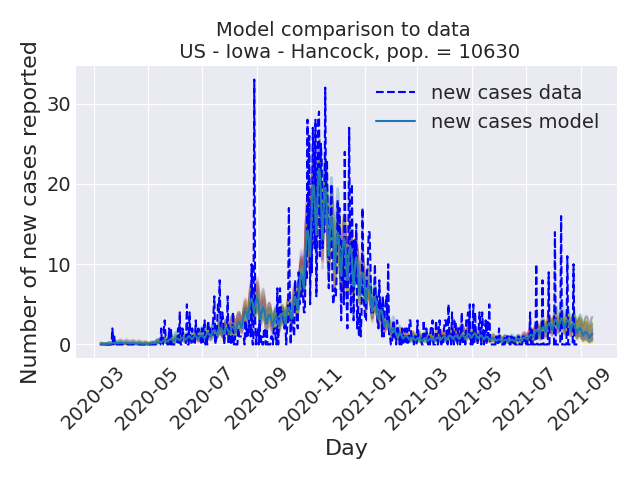 Model comparison to data
US - Iowa - Hancock, pop. = 10630
Number of new cases reported
30
20
10
0
new cases data
new cases model
2020-03
2020-05
2020-07
2020-09
2020-11
2021-01
2021-03
2021-05
2021-07
2021-09
Day